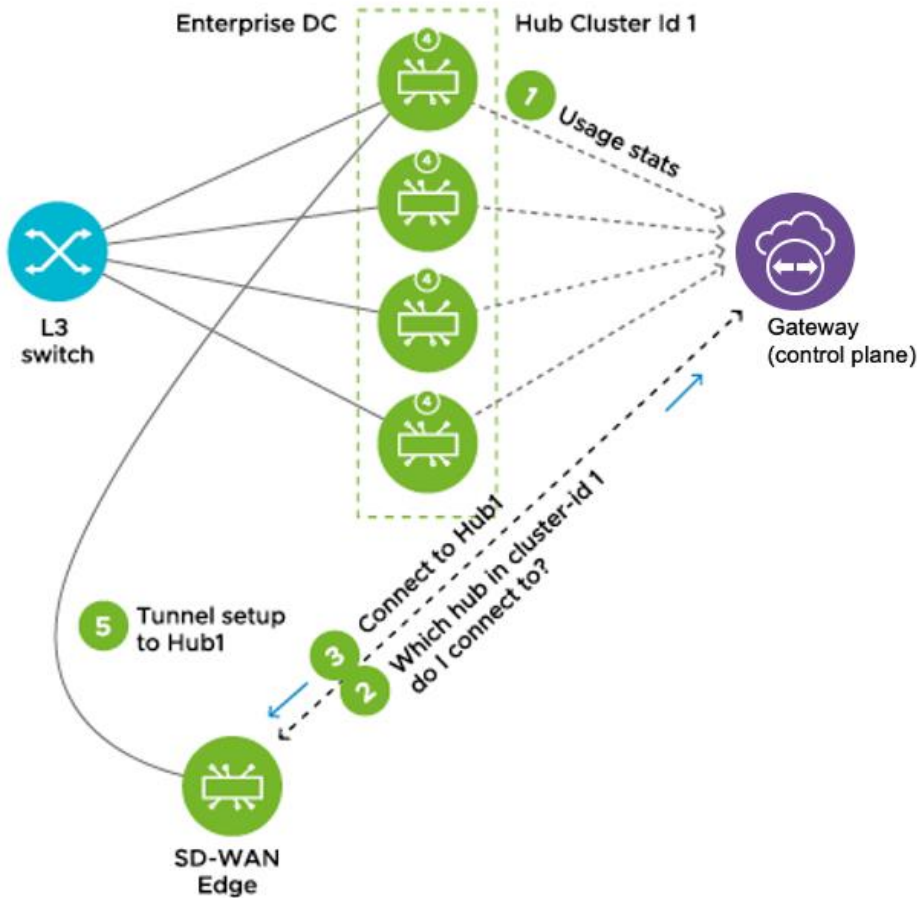 Enterprise DC
Hub Cluster Id 1
4
1
Usage stats
4
4
4
L3
switch
Gateway
(control plane)
Connect to Hub1
Which hub in cluster-id 1
do I connect to?
3
2
5
Tunnel setup
to Hub1
SD-WAN
Edge